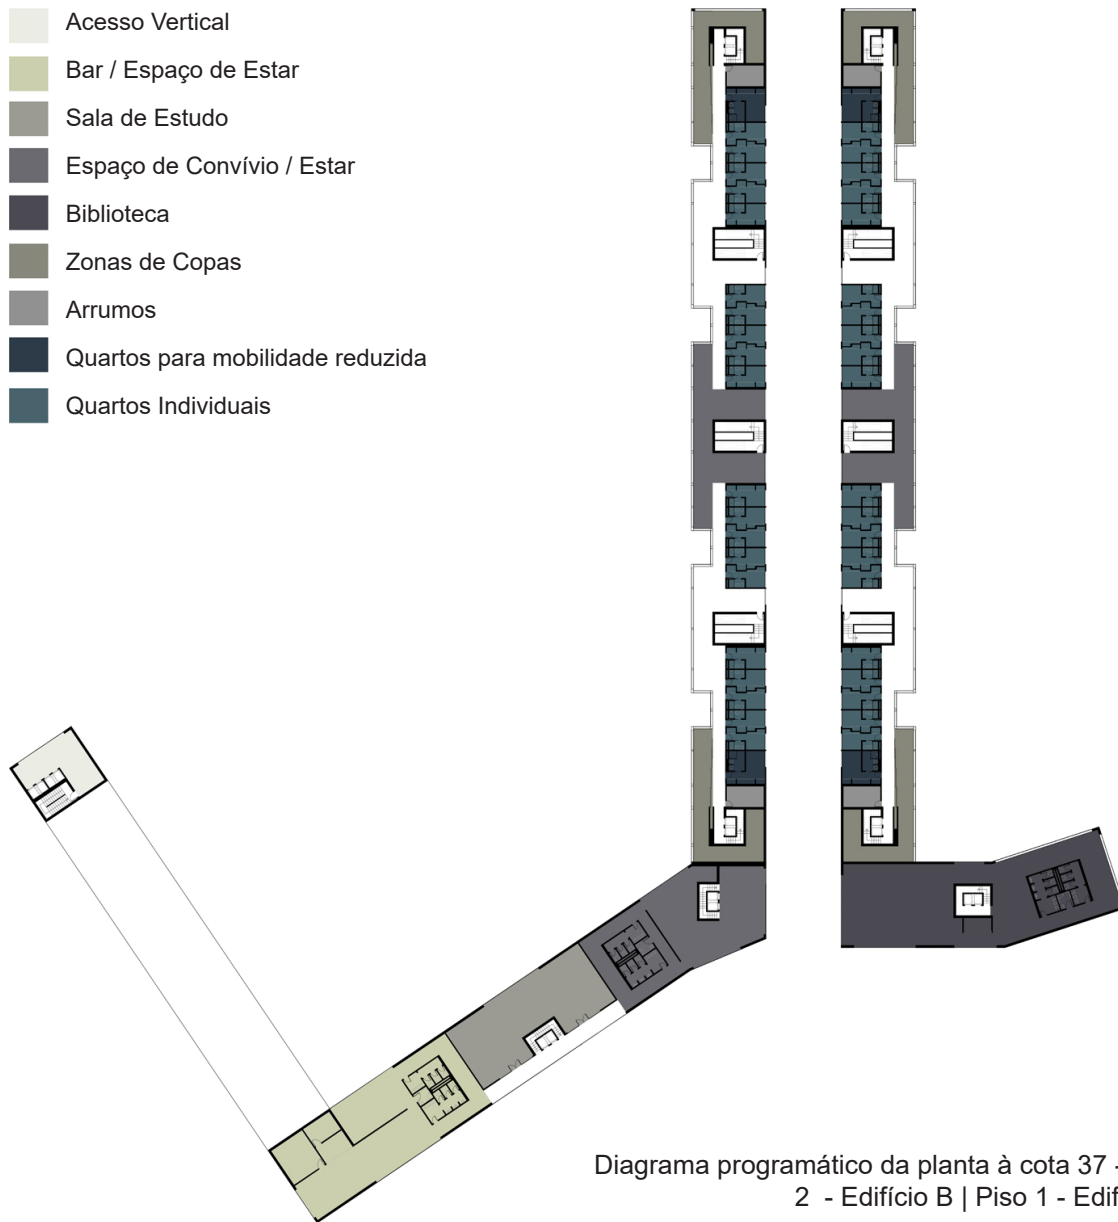 Acesso Vertical
Bar / Espaço de Estar
Sala de Estudo
Espaço de Convívio / Estar
Biblioteca
Zonas de Copas
Arrumos
Quartos para mobilidade reduzida
Quartos Individuais
Diagrama programático da planta à cota 37 -
2 - Edifício B | Piso 1 - Edif